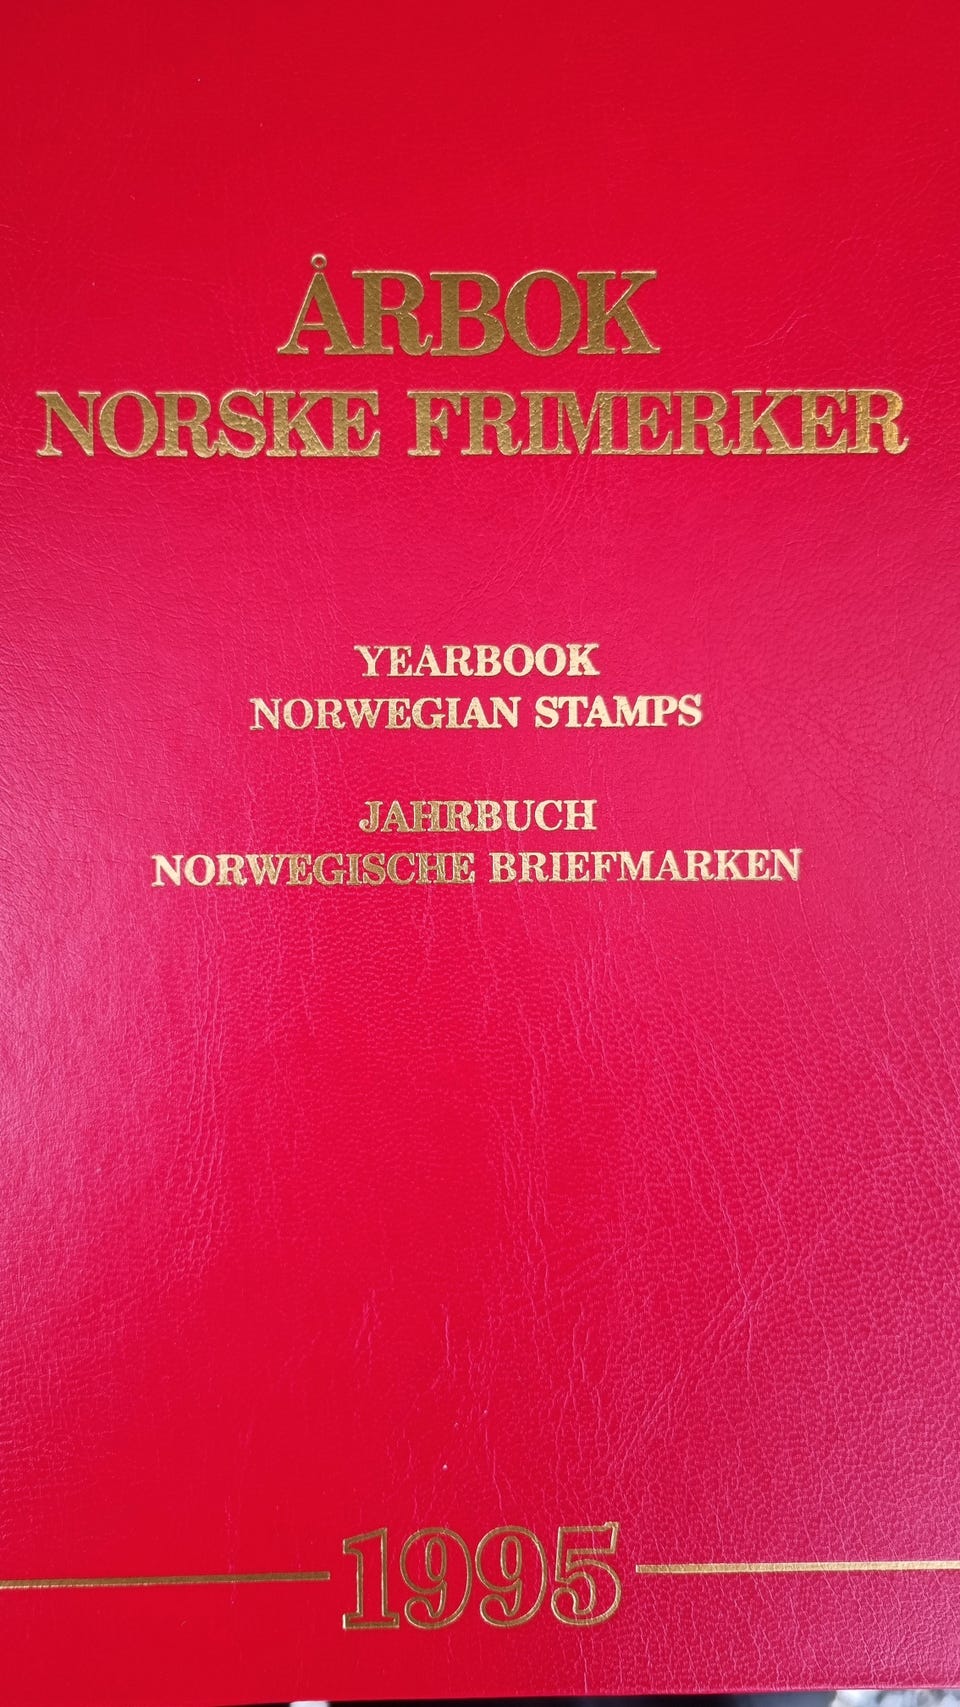 ÅRBOK
NORSKE FRIMERKER
YEARBOOK
NORWEGIAN STAMPS
JAHRBUCH
NORWEGISCHE BRIEFMARKEN
1995